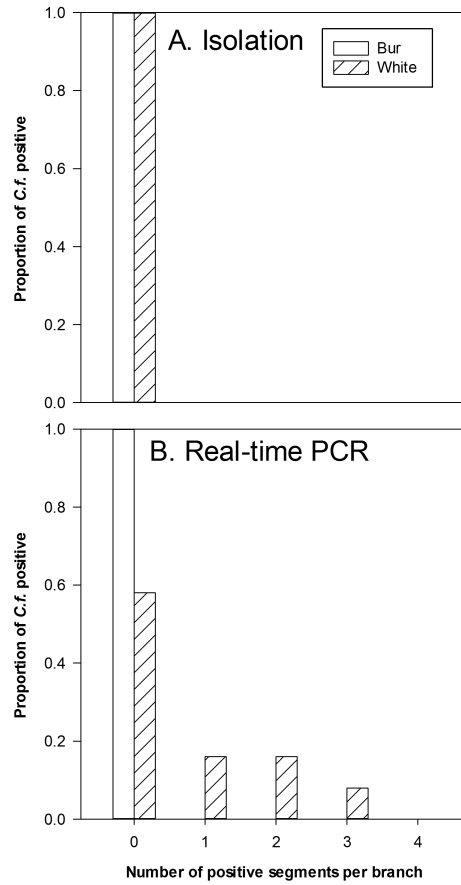 A. Isolation
Bur
White
Proportion of C.f. positive
1.0
0.8
0.6
0.4
0.2
0.0
B. Real-time PCR
Proportion of C.f. positive
1.0
0.8
0.6
0.4
0.2
0.0
0 1 2 3 4
Number of positive segments per branch